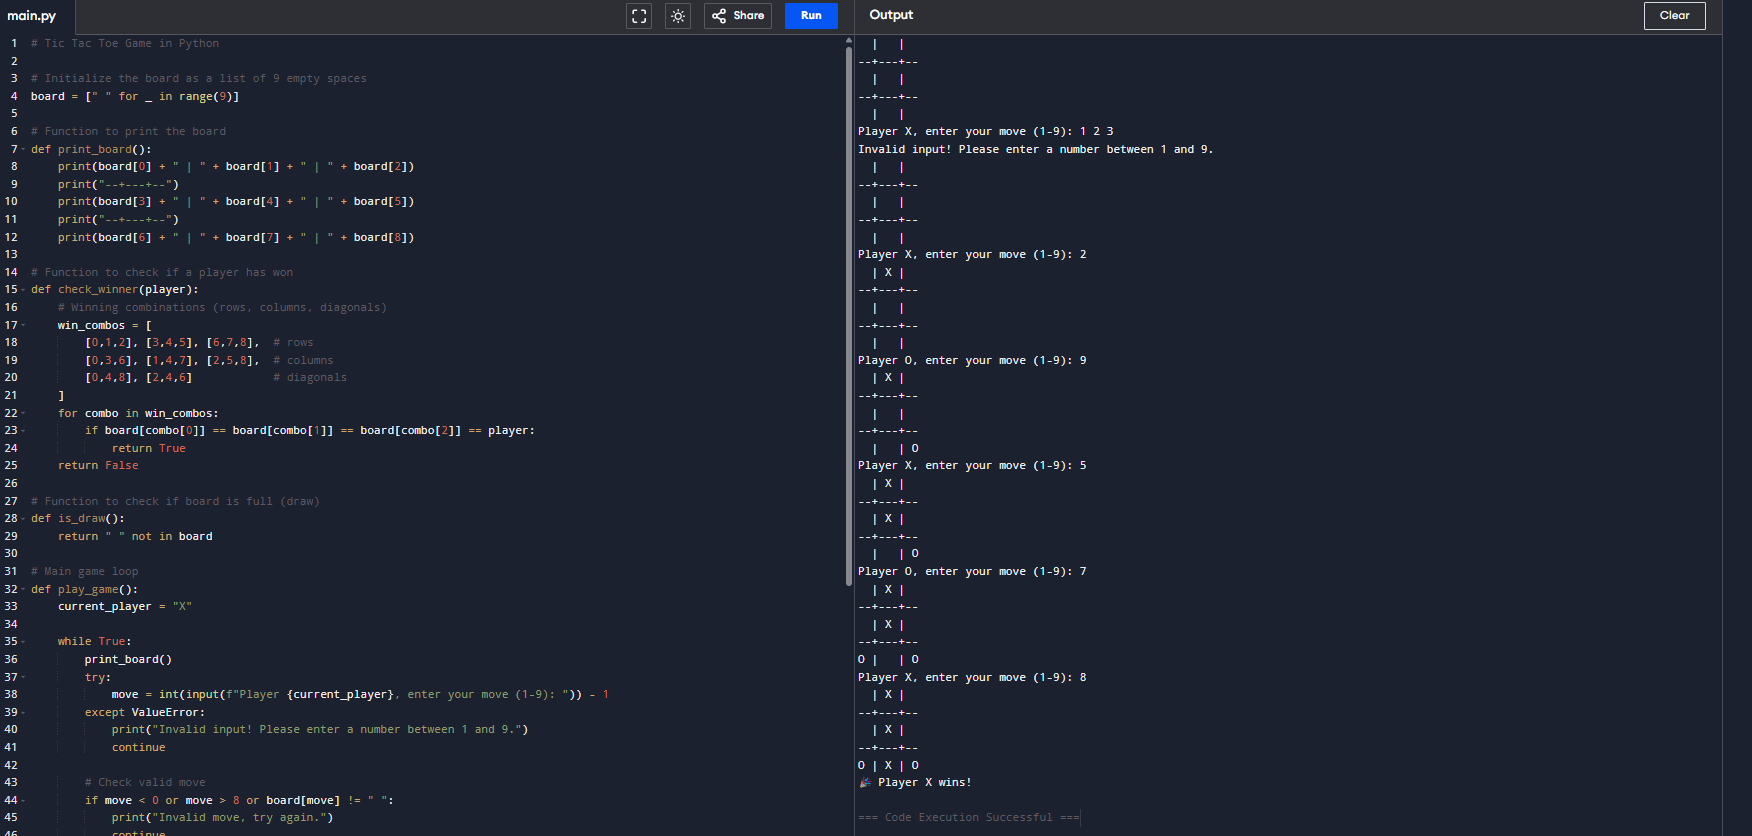 main.py
Share
Run
1 # Tic Tac Toe Game in Python
2
3 # Initialize the board as a list of 9 empty spaces
4 board = [" " for _ in range(9)]
5
6 # Function to print the board
7 def print_board():
8     print(board[0] + " | " + board[1] + " | " + board[2])
9     print("--+---+--")
10     print(board[3] + " | " + board[4] + " | " + board[5])
11     print("--+---+--")
12     print(board[6] + " | " + board[7] + " | " + board[8])
13
14 # Function to check if a player has won
15 def check_winner(player):
16     # Winning combinations (rows, columns, diagonals)
17     win_combos = [
18         [0,1,2], [3,4,5], [6,7,8],  # rows
19         [0,3,6], [1,4,7], [2,5,8],  # columns
20         [0,4,8], [2,4,6]            # diagonals
21     ]
22     for combo in win_combos:
23         if board[combo[0]] == board[combo[1]] == board[combo[2]] == player:
24             return True
25     return False
26
27 # Function to check if board is full (draw)
28 def is_draw():
29     return " " not in board
30
31 # Main game loop
32 def play_game():
33     current_player = "X"
34
35     while True:
36         print_board()
37         try:
38             move = int(input(f"Player {current_player}, enter your move (1-9): ")) - 1
39         except ValueError:
40             print("Invalid input! Please enter a number between 1 and 9.")
41             continue
42
43         # Check valid move
44         if move < 0 or move > 8 or board[move] != " ":
45             print("Invalid move, try again.")
46             continue
Output
Clear
  |   |
--+---+--
  |   |
--+---+--
  |   |
Player X, enter your move (1-9): 1 2 3
Invalid input! Please enter a number between 1 and 9.
  |   |
--+---+--
  |   |
--+---+--
  |   |
Player X, enter your move (1-9): 2
  | X |
--+---+--
  |   |
--+---+--
  |   |
Player O, enter your move (1-9): 9
  | X |
--+---+--
  |   |
--+---+--
  |   | O
Player X, enter your move (1-9): 5
  | X |
--+---+--
  | X |
--+---+--
  |   | O
Player O, enter your move (1-9): 7
  | X |
--+---+--
  | X |
--+---+--
O |   | O
Player X, enter your move (1-9): 8
  | X |
--+---+--
  | X |
--+---+--
O | X | O
🎉 Player X wins!
=== Code Execution Successful ===